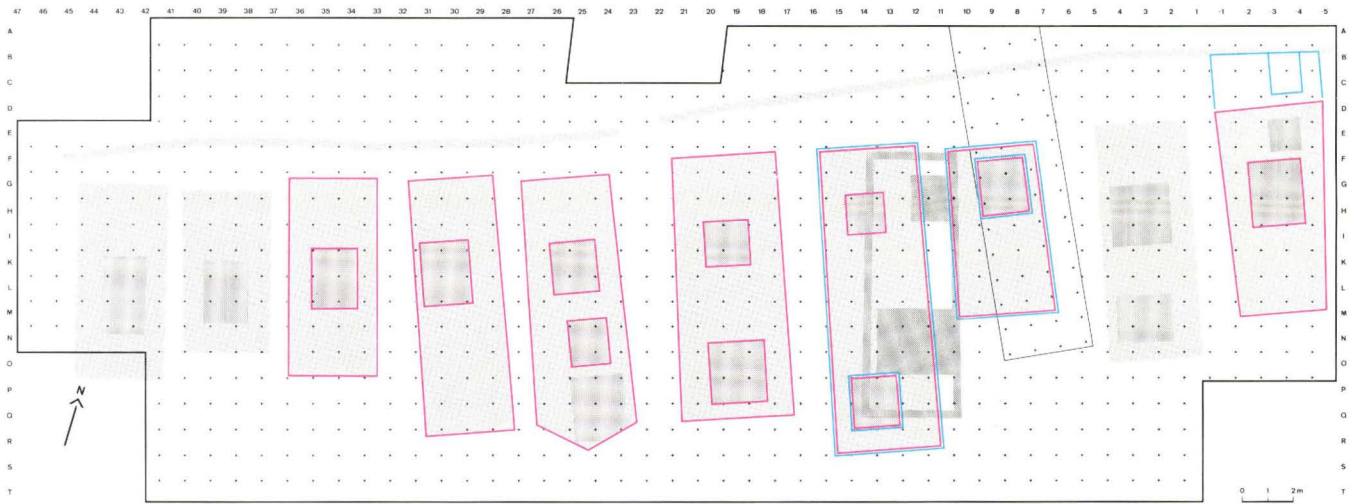 47 46 45 44 43 42 41 40 39 38 37 36 35 34 33 32 31 30 29 28 27 26 25 24 23 22 21 20 19 18 17 16 15 14 13 12 11 10 9 8 7 6 5 4 3 2 1 -1 -2 -3 -4 -5
A A
B B
C C
D D
E E
F F
G G
H H
I I
K K
L L
M M
N N
O O
N
P P
Q Q
R R
S S
0 1 2m
T T